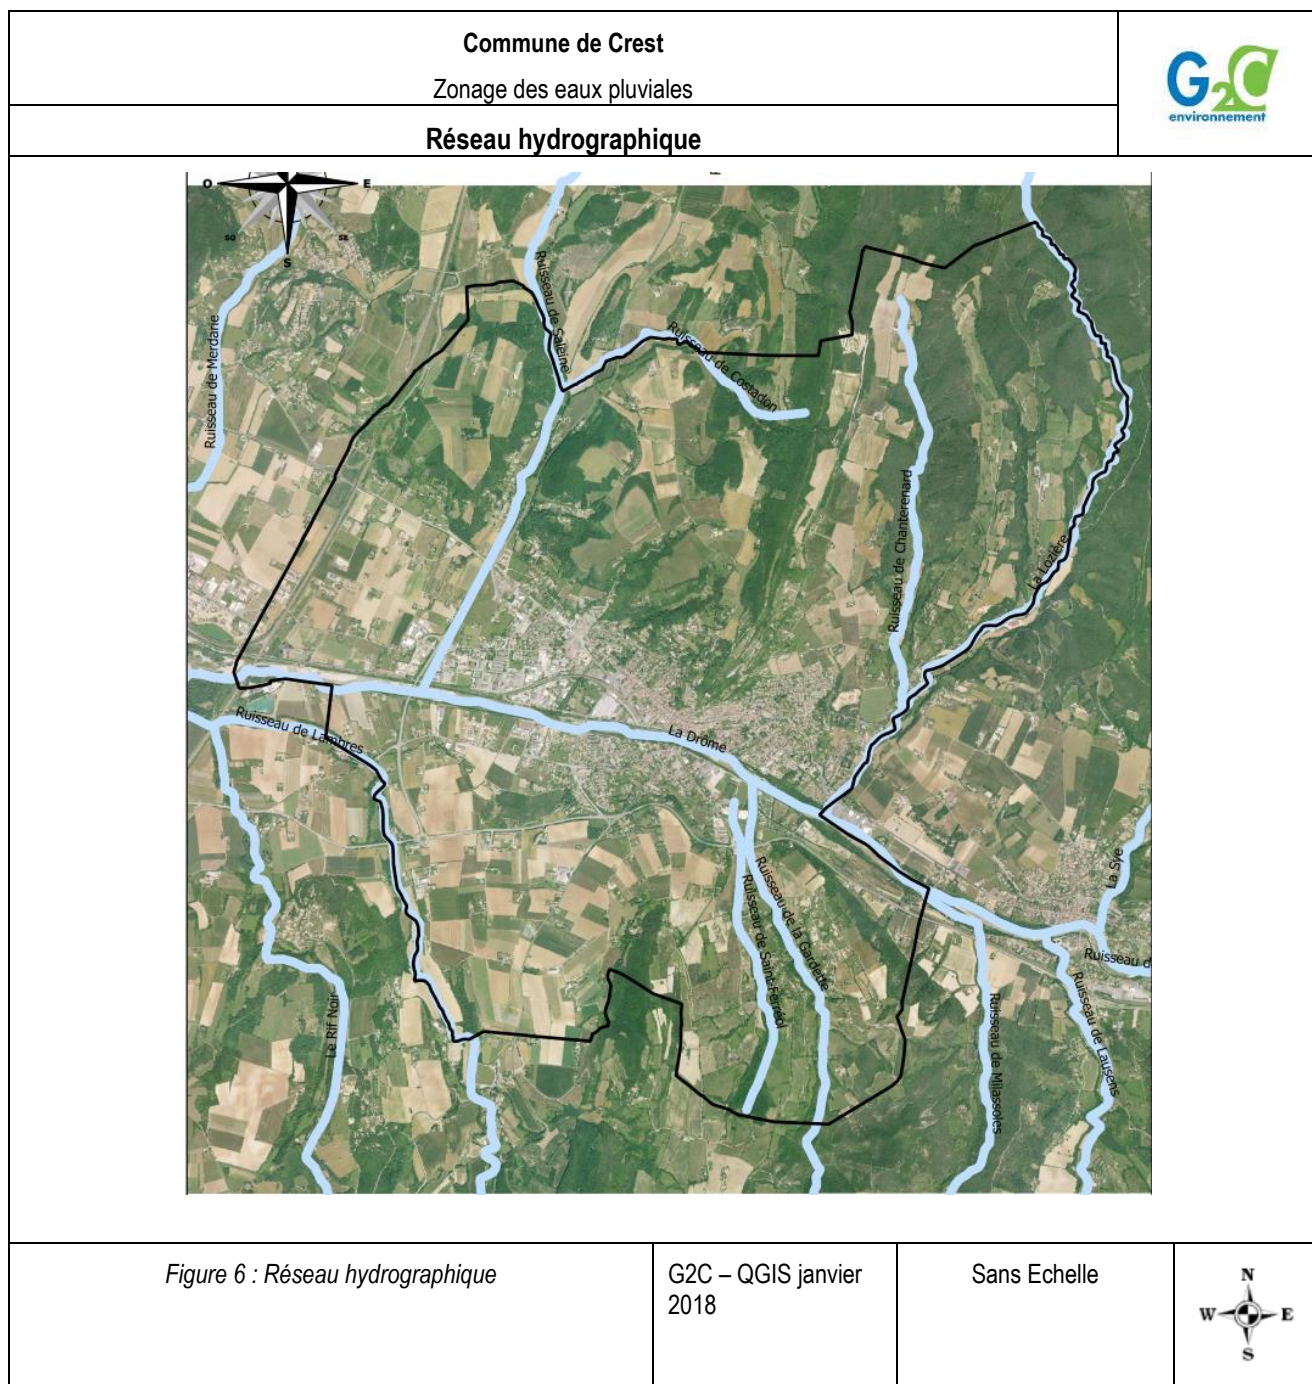 Commune de Crest
Zonage des eaux pluviales
G2C
environnement
Réseau hydrographique
O
E
SO
SE
S
Ruisseau de Merdarie
Ruisseau de Saleine
Ruisseau de Costadon
Ruisseau de Chanterenard
La Lozière
Ruisseau de Lambres
La Drôme
La Sye
Ruisseau d
Ruisseau de la Gardette
Ruisseau de Saint-Ferréol
Le Rif Noir
Ruisseau de Milassoles
Ruisseau de Lausens
Figure 6 : Réseau hydrographique
G2C – QGIS janvier
2018
Sans Echelle
N
W
E
S